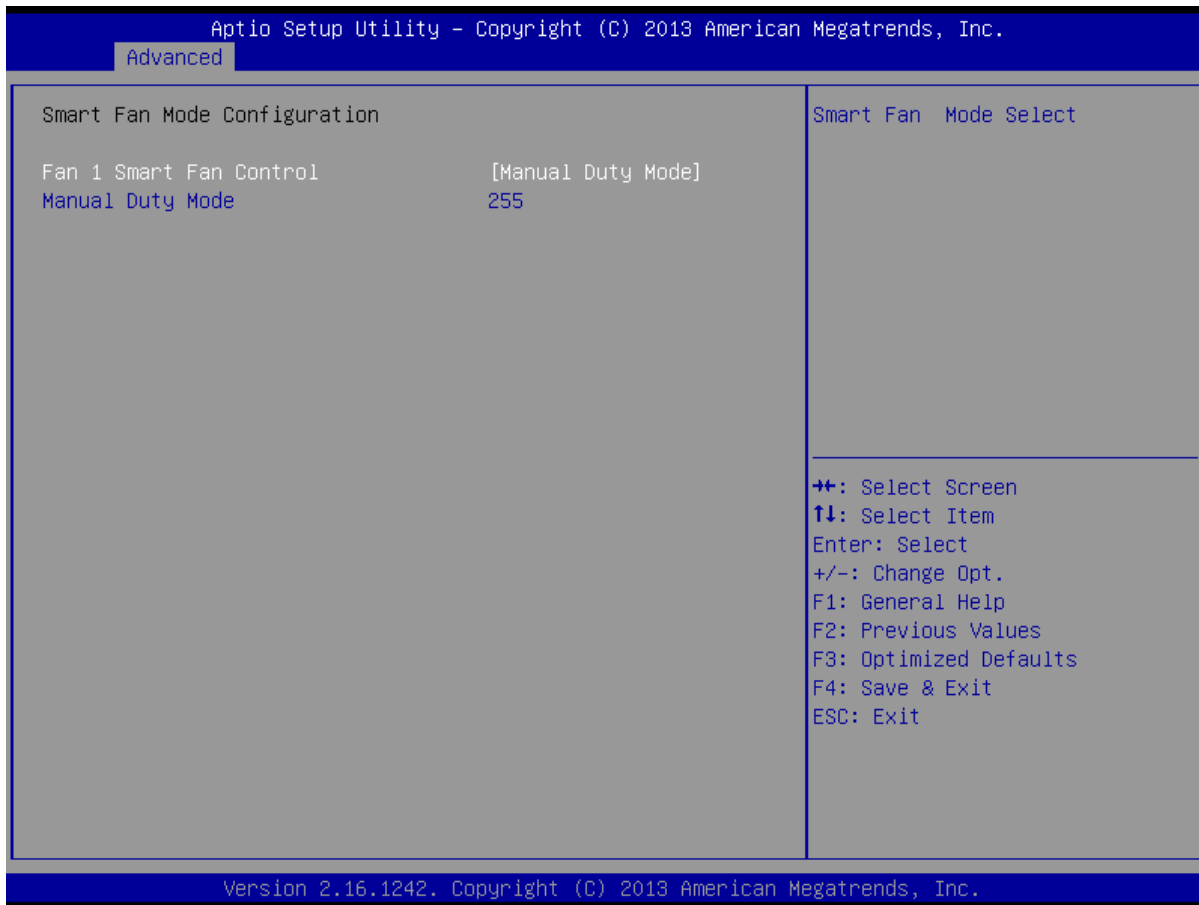 Aptio Setup Utility – Copyright (C) 2013 American Megatrends, Inc.
Advanced
Smart Fan Mode Configuration
Fan 1 Smart Fan Control [Manual Duty Mode]
Manual Duty Mode 255
Smart Fan  Mode Select
→←: Select Screen
↑↓: Select Item
Enter: Select
+/-: Change Opt.
F1: General Help
F2: Previous Values
F3: Optimized Defaults
F4: Save & Exit
ESC: Exit
Version 2.16.1242. Copyright (C) 2013 American Megatrends, Inc.